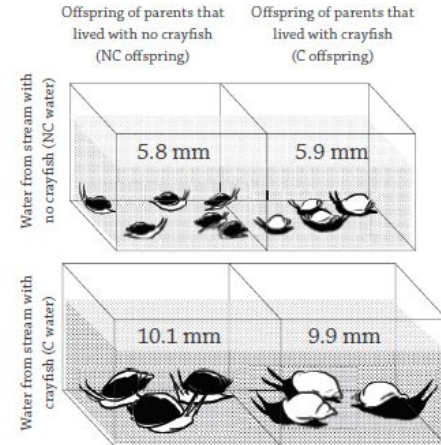 Offspring of parents that
lived with no crayfish
(NC offspring)
Offspring of parents that
lived with crayfish
(C offspring)
Water from stream with
no crayfish (NC water)
5.8 mm
5.9 mm
Water from stream with
crayfish (C water)
10.1 mm
9.9 mm